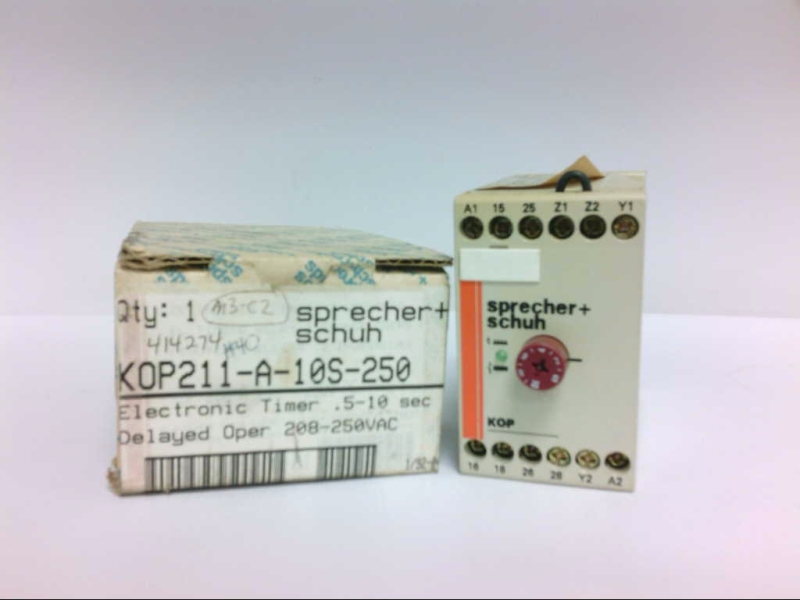 Qty: 1 A3-C2 sprecher+
schuh
414274
KOP211-A-10S-250
Electronic Timer .5-10 sec
Delayed Oper 208-250VAC
A1 15 25 Z1 Z2 Y1
sprecher+
schuh
KOP
16 18 26 28 Y2 A2